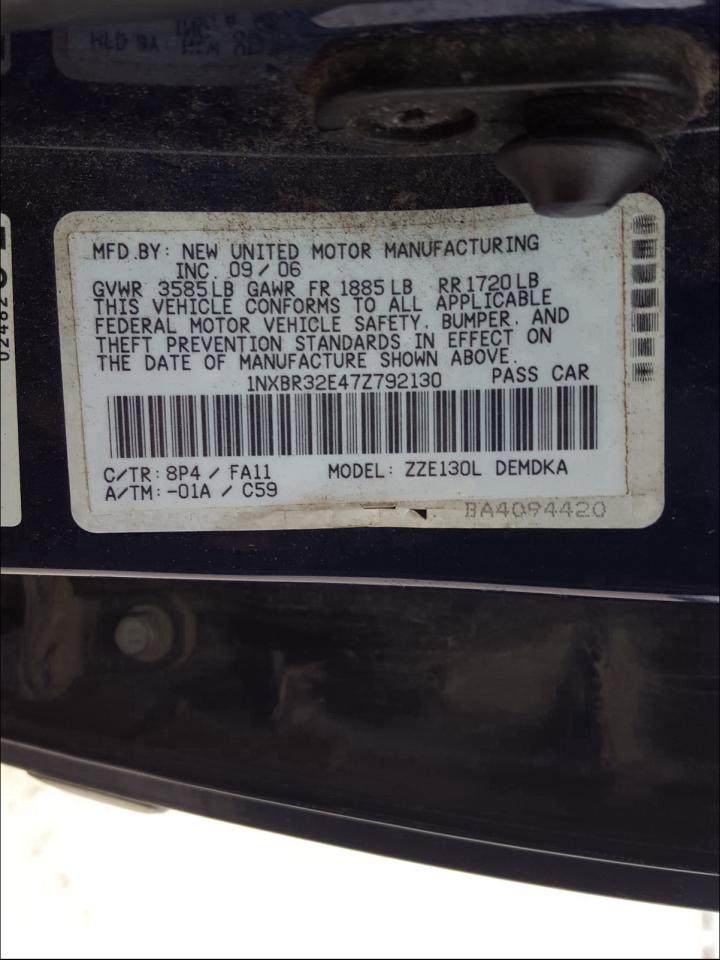 MFD.BY: NEW UNITED MOTOR MANUFACTURING
INC. 09/06
GVWR 3585LB GAWR FR 1885LB RR1720LB
THIS VEHICLE CONFORMS TO ALL APPLICABLE
FEDERAL MOTOR VEHICLE SAFETY, BUMPER, AND
THEFT PREVENTION STANDARDS IN EFFECT ON
THE DATE OF MANUFACTURE SHOWN ABOVE.
1NXBR32E47Z792130 PASS CAR
C/TR: 8P4 / FA11 MODEL: ZZE130L DEMDKA
A/TM: -01A / C59
BA4094420